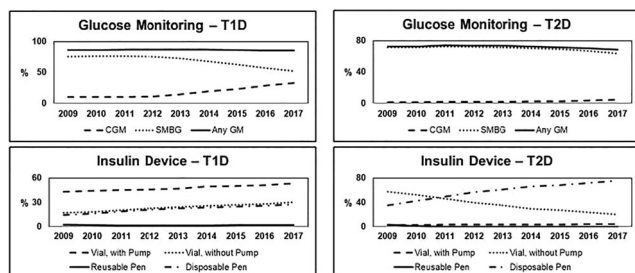 Glucose Monitoring - T1D
100
50
0
%
2009 2010 2011 2012 2013 2014 2015 2016 2017
CGM SMBG Any GM
Glucose Monitoring – T2D
80
40
0
%
2009 2010 2011 2012 2013 2014 2015 2016 2017
CGM SMBG Any GM
Insulin Device – T1D
60
30
0
%
2009 2010 2011 2012 2013 2014 2015 2016 2017
Vial, with Pump Vial, without Pump
Reusable Pen Disposable Pen
Insulin Device – T2D
80
40
0
%
2009 2010 2011 2012 2013 2014 2015 2016 2017
Vial, with Pump Vial, without Pump
Reusable Pen Disposable Pen